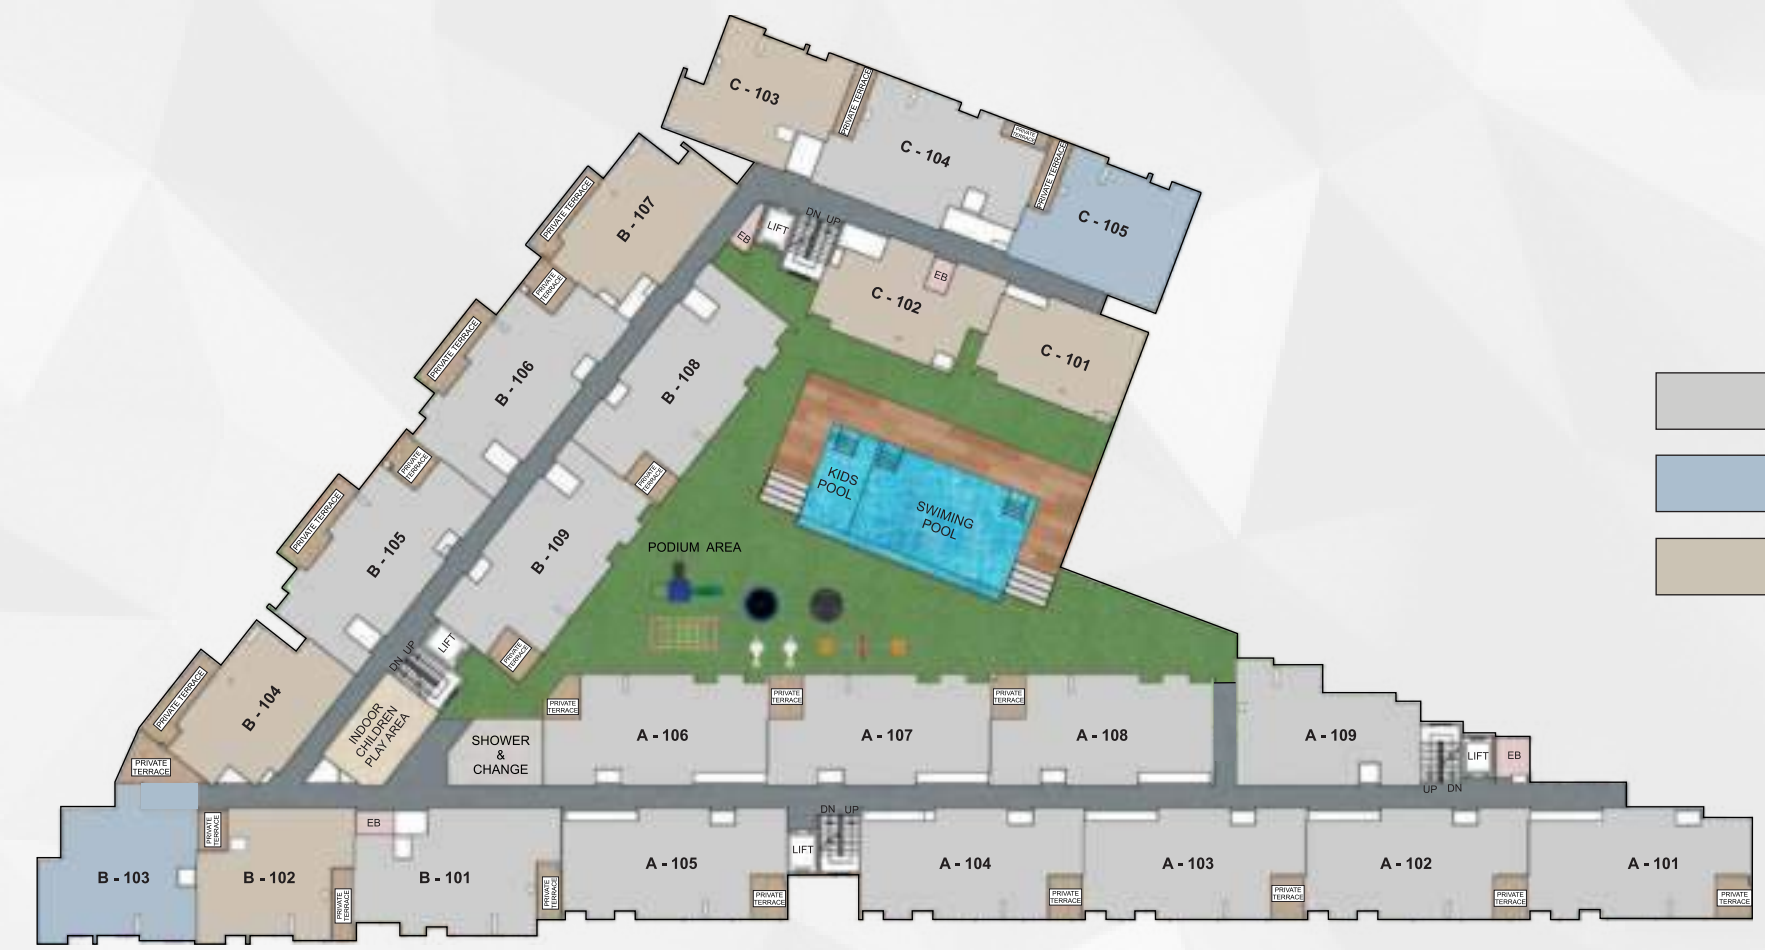 C - 103
PRIVATE TERRACE
C - 104
PRIVATE
TERRACE
PRIVATE TERRACE
C - 105
PRIVATE TERRACE
B - 107
EB
LIFT
DN UP
PRIVATE
TERRACE
C - 102
EB
C - 101
PRIVATE TERRACE
B - 106
B - 108
PRIVATE
TERRACE
PRIVATE
TERRACE
KIDS
POOL
SWIMING
POOL
PRIVATE TERRACE
B - 105
B - 109
PODIUM AREA
DN UP
LIFT
PRIVATE
TERRACE
PRIVATE TERRACE
B - 104
INDOOR
CHILDREN
PLAY AREA
PRIVATE
TERRACE
SHOWER
&
CHANGE
PRIVATE
TERRACE
A - 106
PRIVATE
TERRACE
A - 107
PRIVATE
TERRACE
A - 108
A - 109
LIFT
EB
UP DN
B - 103
PRIVATE
TERRACE
B - 102
PRIVATE
TERRACE
EB
B - 101
PRIVATE
TERRACE
A - 105
PRIVATE
TERRACE
DN UP
LIFT
A - 104
PRIVATE
TERRACE
A - 103
PRIVATE
TERRACE
A - 102
PRIVATE
TERRACE
A - 101
PRIVATE
TERRACE